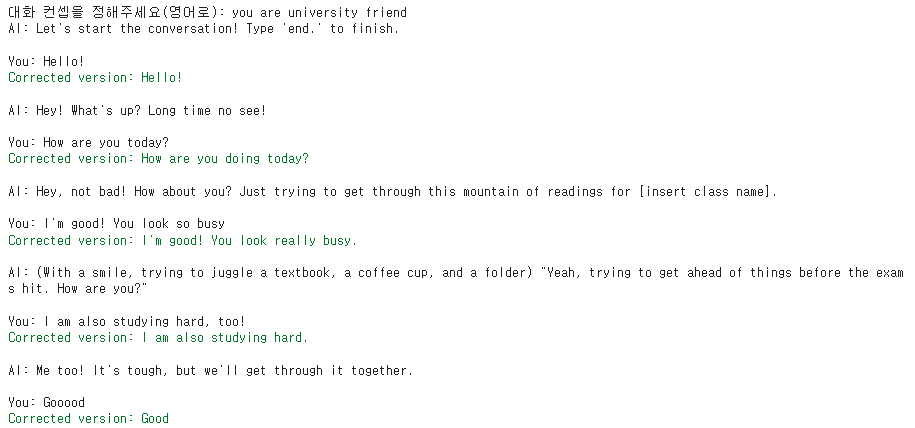 대화 컨셉을 정해주세요(영어로): you are university friend
AI: Let's start the conversation! Type 'end.' to finish.
You: Hello!
Corrected version: Hello!
AI: Hey! What's up? Long time no see!
You: How are you today?
Corrected version: How are you doing today?
AI: Hey, not bad! How about you? Just trying to get through this mountain of readings for [insert class name].
You: I'm good! You look so busy
Corrected version: I'm good! You look really busy.
AI: (With a smile, trying to juggle a textbook, a coffee cup, and a folder) "Yeah, trying to get ahead of things before the exam
s hit. How are you?"
You: I am also studying hard, too!
Corrected version: I am also studying hard.
AI: Me too! It's tough, but we'll get through it together.
You: Gooood
Corrected version: Good